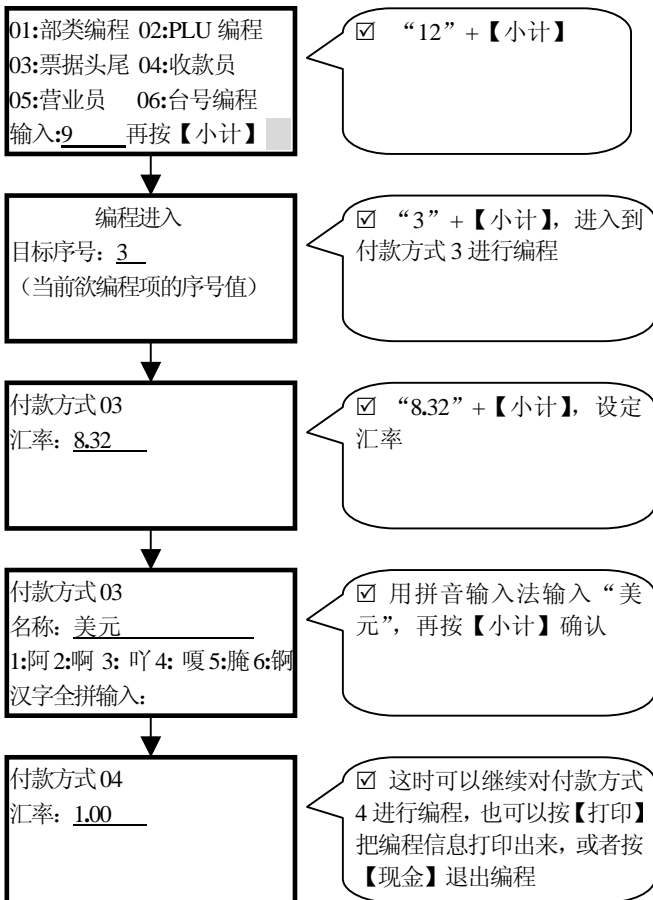 01:部类编程 02:PLU 编程
03:票据头尾 04:收款员
05:营业员 06:台号编程
输入:9 再按【小计】
☑ “12”+【小计】
编程进入
目标序号：3
（当前欲编程项的序号值）
☑ “3”+【小计】，进入到
付款方式 3 进行编程
付款方式 03
汇率：8.32
☑ “8.32”+【小计】，设定
汇率
付款方式 03
名称：美元
1:阿 2:啊 3: 吖 4: 嗄 5:腌 6:锕
汉字全拼输入：
☑ 用拼音输入法输入“美
元”，再按【小计】确认
付款方式 04
汇率：1.00
☑ 这时可以继续对付款方式
4 进行编程，也可以按【打印】
把编程信息打印出来，或者按
【现金】退出编程